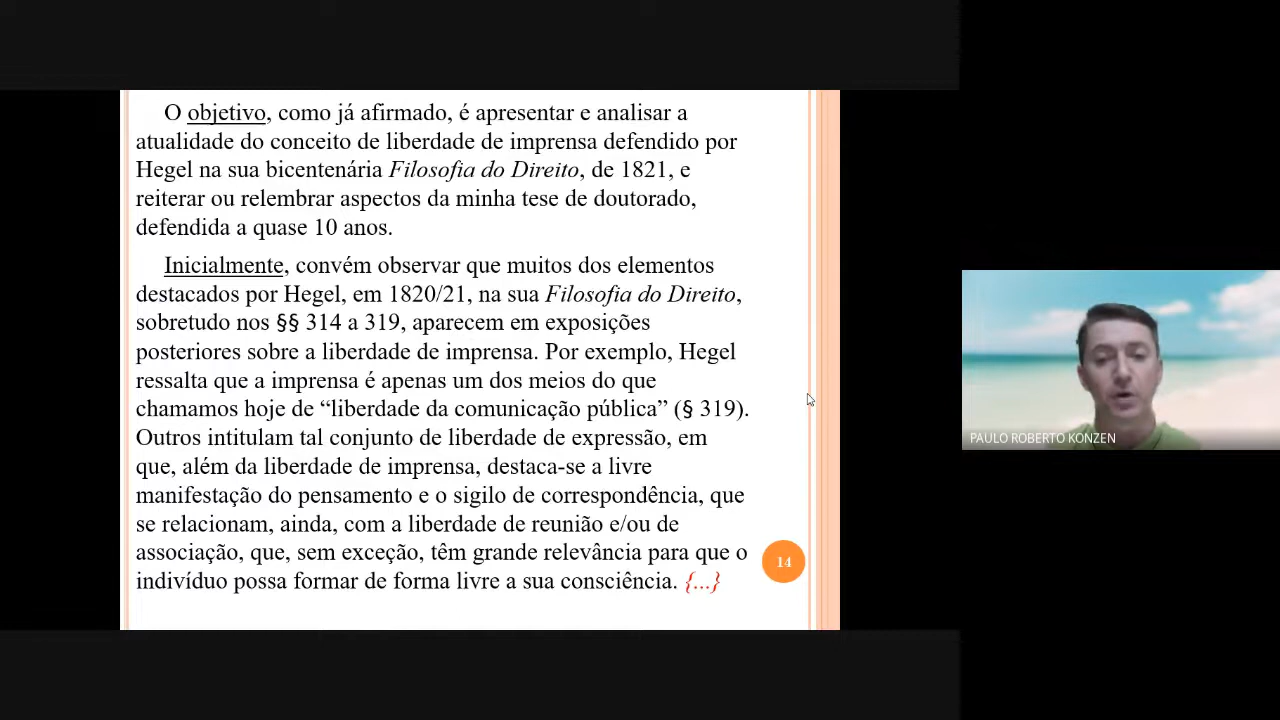 O objetivo, como já afirmado, é apresentar e analisar a
atualidade do conceito de liberdade de imprensa defendido por
Hegel na sua bicentenária Filosofia do Direito, de 1821, e
reiterar ou relembrar aspectos da minha tese de doutorado,
defendida a quase 10 anos.
Inicialmente, convém observar que muitos dos elementos
destacados por Hegel, em 1820/21, na sua Filosofia do Direito,
sobretudo nos §§ 314 a 319, aparecem em exposições
posteriores sobre a liberdade de imprensa. Por exemplo, Hegel
ressalta que a imprensa é apenas um dos meios do que
chamamos hoje de “liberdade da comunicação pública” (§ 319).
Outros intitulam tal conjunto de liberdade de expressão, em
que, além da liberdade de imprensa, destaca-se a livre
manifestação do pensamento e o sigilo de correspondência, que
se relacionam, ainda, com a liberdade de reunião e/ou de
associação, que, sem exceção, têm grande relevância para que o
indivíduo possa formar de forma livre a sua consciência. {...}
14
PAULO ROBERTO KONZEN